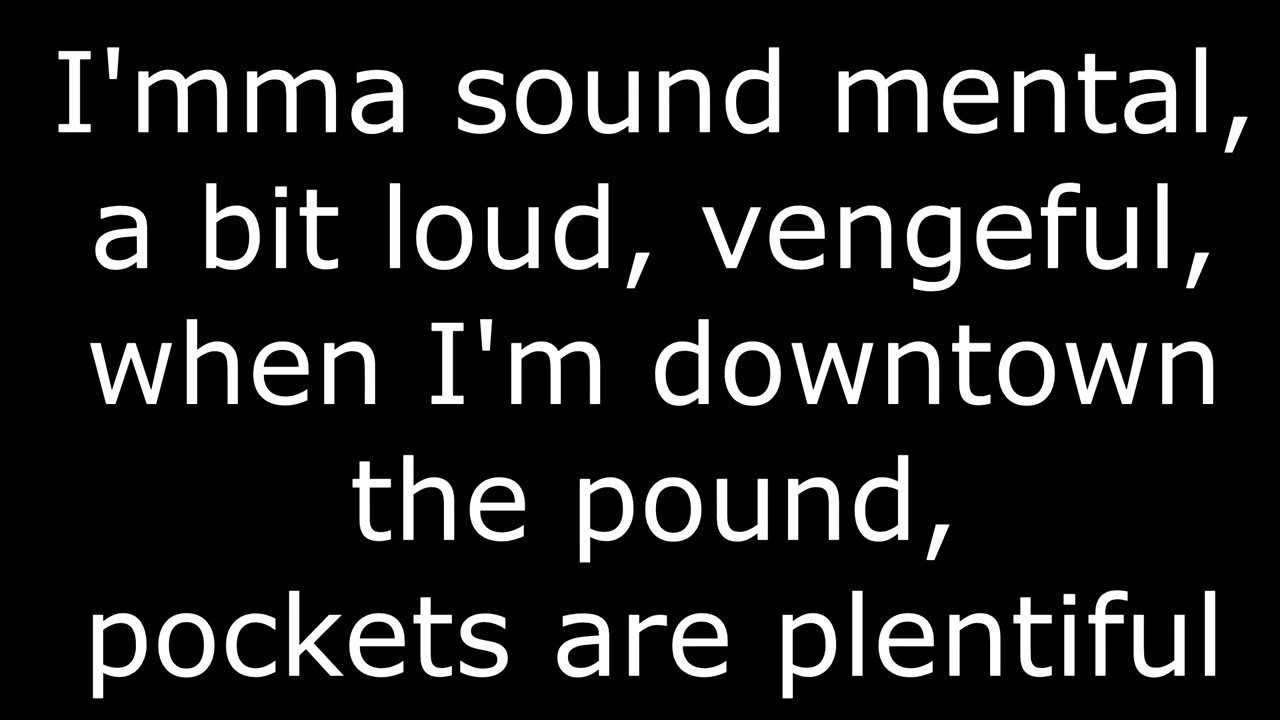 I'mma sound mental,
a bit loud, vengeful,
when I'm downtown
the pound,
pockets are plentiful